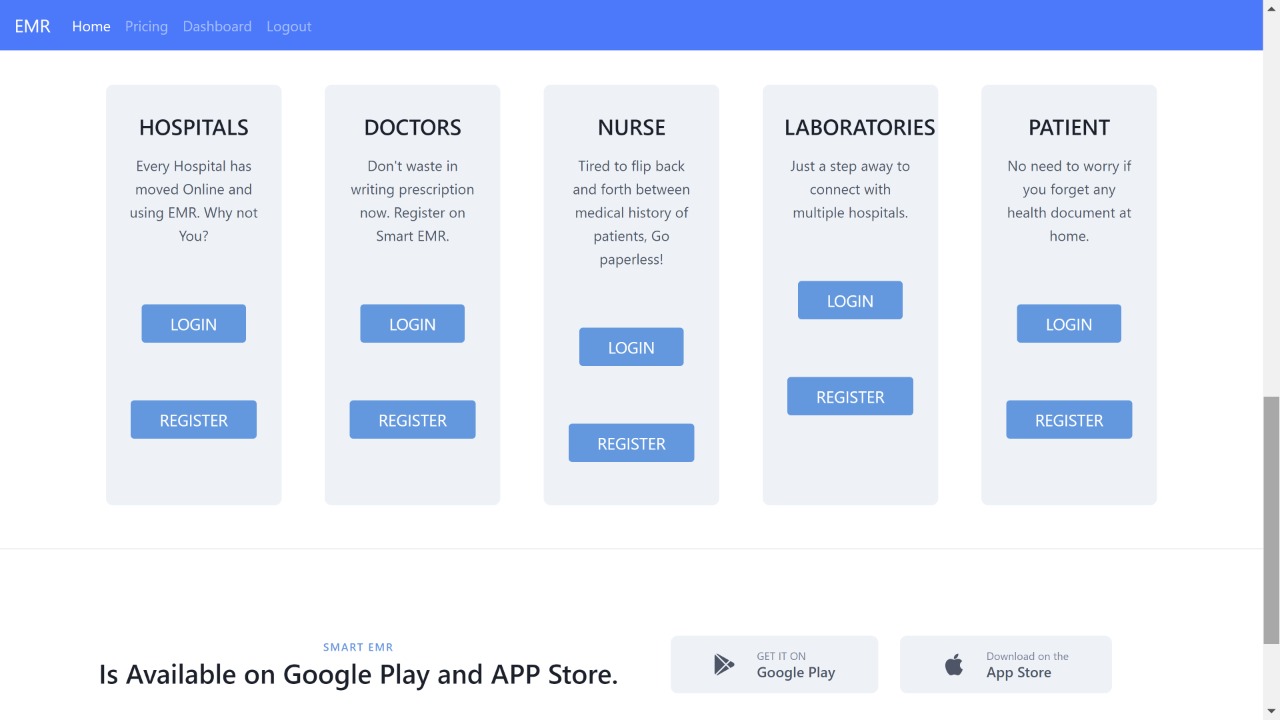 EMR Home Pricing Dashboard Logout
HOSPITALS
Every Hospital has
moved Online and
using EMR. Why not
You?
LOGIN
REGISTER
DOCTORS
Don't waste in
writing prescription
now. Register on
Smart EMR.
LOGIN
REGISTER
NURSE
Tired to flip back
and forth between
medical history of
patients, Go
paperless!
LOGIN
REGISTER
LABORATORIES
Just a step away to
connect with
multiple hospitals.
LOGIN
REGISTER
PATIENT
No need to worry if
you forget any
health document at
home.
LOGIN
REGISTER
SMART EMR
Is Available on Google Play and APP Store.
GET IT ON
Google Play
Download on the
App Store